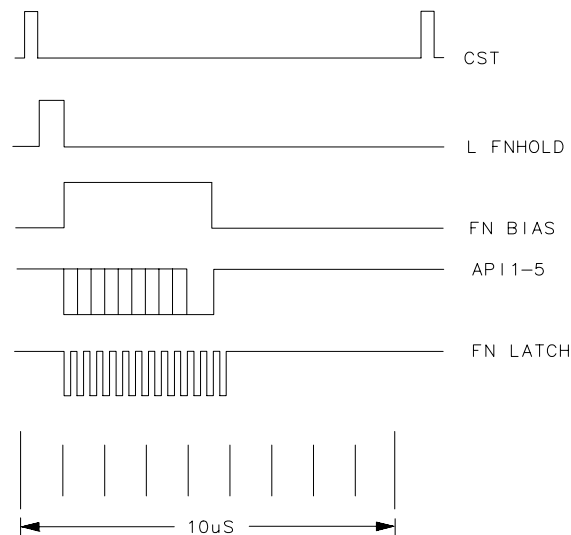 CST
L FNHOLD
FN BIAS
API1-5
FN LATCH
10uS